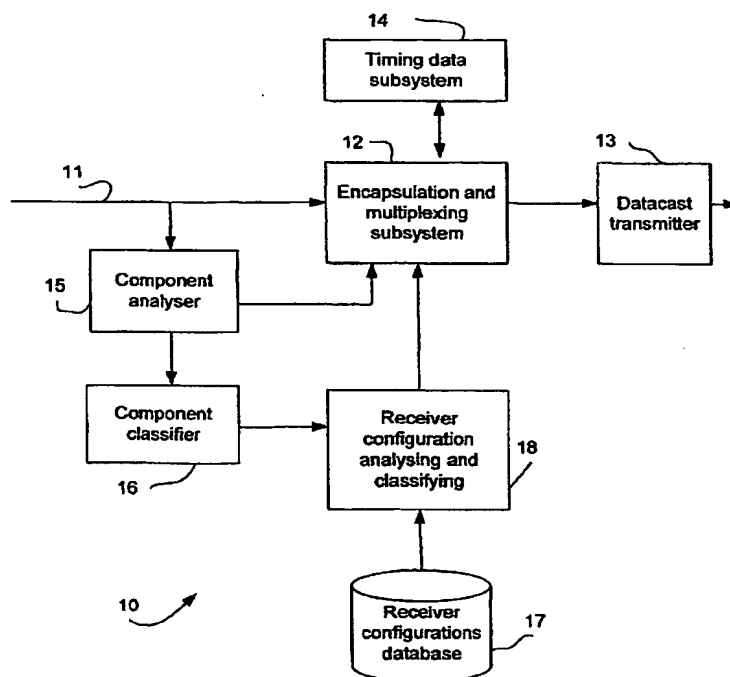 14
Timing data
subsystem
12
13
11
Encapsulation and
multiplexing
subsystem
Datacast
transmitter
15
Component
analyser
Component
classifier
16
Receiver
configuration
analysing and
classifying
18
10
Receiver
configurations
database
17